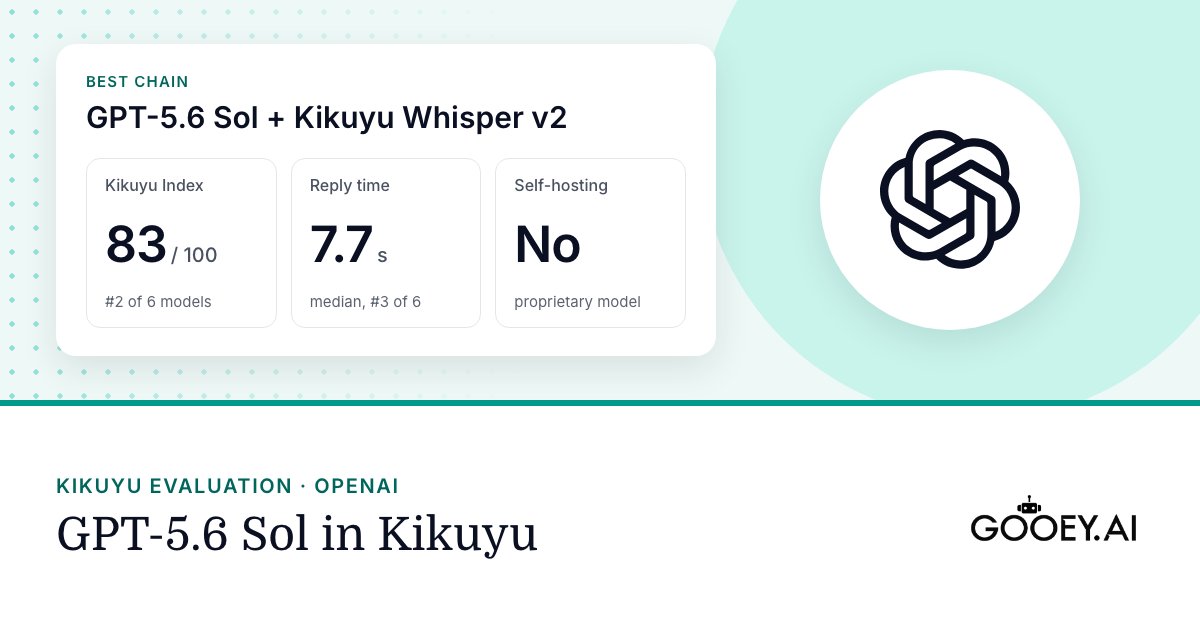 BEST CHAIN
GPT-5.6 Sol + Kikuyu Whisper v2
Kikuyu Index
83 / 100
#2 of 6 models
Reply time
7.7 s
median, #3 of 6
Self-hosting
No
proprietary model
KIKUYU EVALUATION · OPENAI
GPT-5.6 Sol in Kikuyu
GOOEY.AI